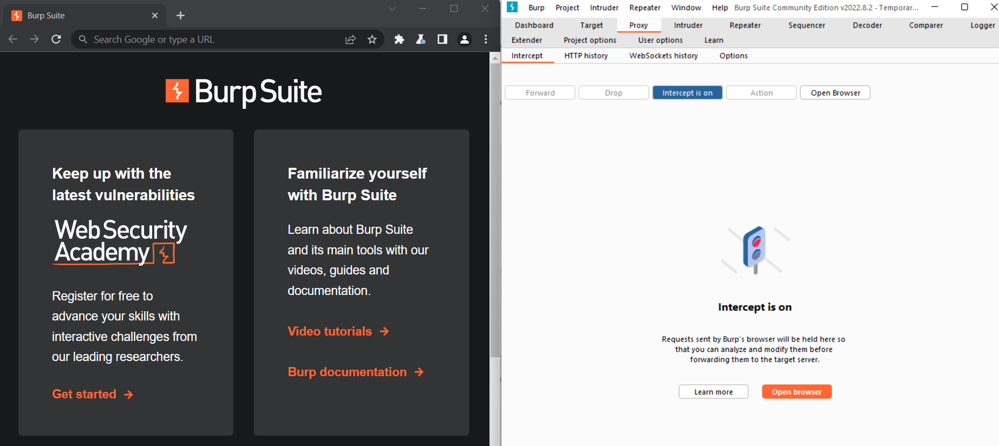 Burp Suite
Search Google or type a URL
Burp Suite
Keep up with the
latest vulnerabilities
Web Security
Academy
Register for free to
advance your skills with
interactive challenges from
our leading researchers.
Get started →
Familiarize yourself
with Burp Suite
Learn about Burp Suite
and its main tools with our
videos, guides and
documentation.
Video tutorials →
Burp documentation →
Burp Project Intruder Repeater Window Help Burp Suite Community Edition v2022.8.2 - Temporar...
Dashboard Target Proxy Intruder Repeater Sequencer Decoder Comparer Logger
Extender Project options User options Learn
Intercept HTTP history WebSockets history Options
Forward Drop Intercept is on Action Open Browser
Intercept is on
Requests sent by Burp's browser will be held here so
that you can analyze and modify them before
forwarding them to the target server.
Learn more Open browser